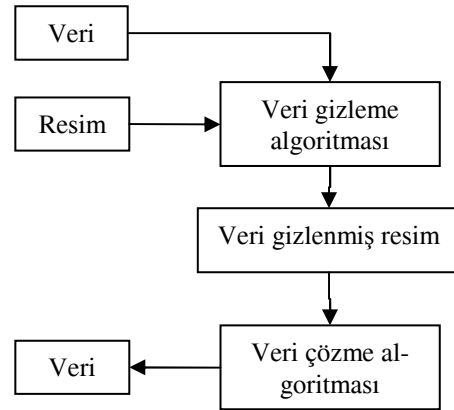 Veri
Veri gizleme
algoritması
Resim
Veri gizlenmiş resim
Veri çözme al-
goritması
Veri